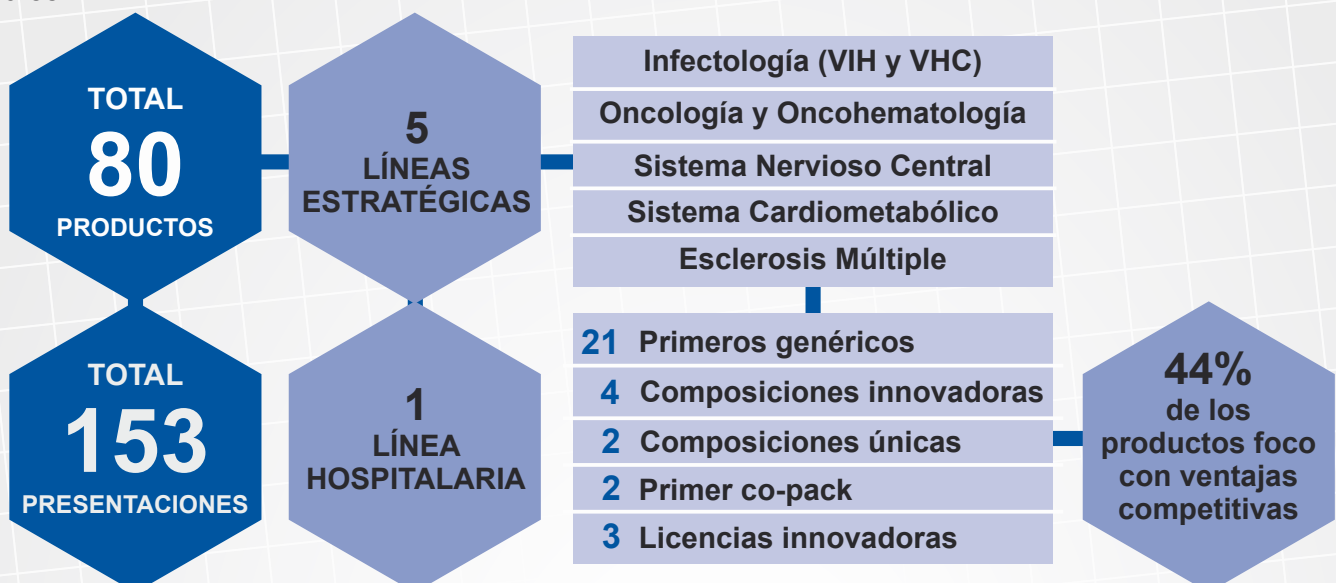 TOTAL
80
PRODUCTOS
5
LÍNEAS
ESTRATÉGICAS
Infectología (VIH y VHC)
Oncología y Oncohematología
Sistema Nervioso Central
Sistema Cardiometabólico
Esclerosis Múltiple
TOTAL
153
PRESENTACIONES
1
LÍNEA
HOSPITALARIA
21 Primeros genéricos
4 Composiciones innovadoras
2 Composiciones únicas
2 Primer co-pack
3 Licencias innovadoras
44%
de los
productos foco
con ventajas
competitivas